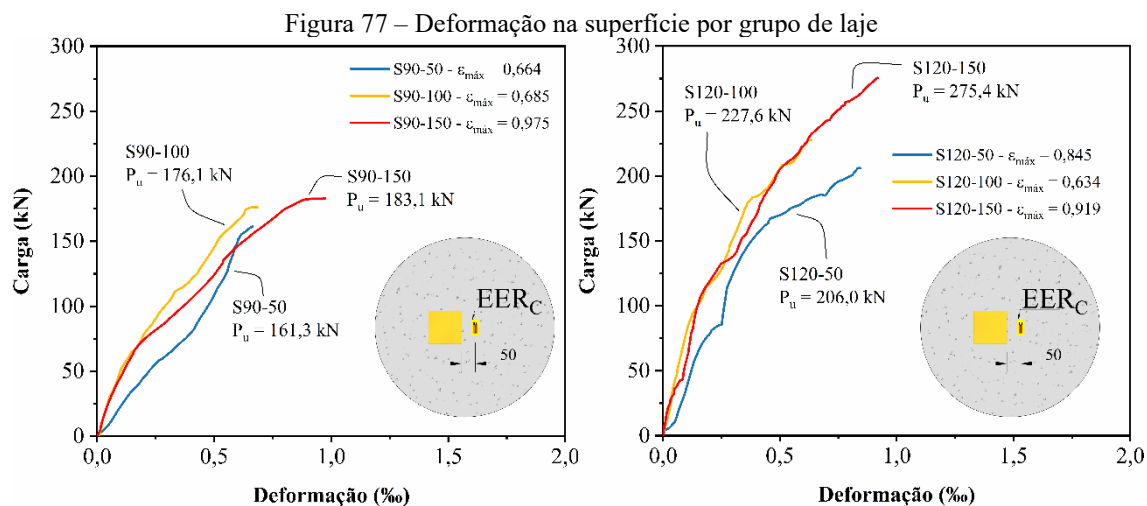 Figura 77 – Deformação na superfície por grupo de laje
300
250
200
150
100
50
0
Carga (kN)
S90-50 - εmáx 0,664
S90-100 - εmáx = 0,685
S90-150 - εmáx = 0,975
S90-100
Pu = 176,1 kN
S90-150
Pu = 183,1 kN
S90-50
Pu = 161,3 kN
EERC
50
0,0 0,5 1,0 1,5 2,0
Deformação (‰)
300
250
200
150
100
50
0
Carga (kN)
S120-150
Pu = 275,4 kN
S120-100
Pu = 227,6 kN
S120-50 - εmáx = 0,845
S120-100 - εmáx = 0,634
S120-150 - εmáx = 0,919
S120-50
Pu = 206,0 kN
EERC
50
0,0 0,5 1,0 1,5 2,0
Deformação (‰)